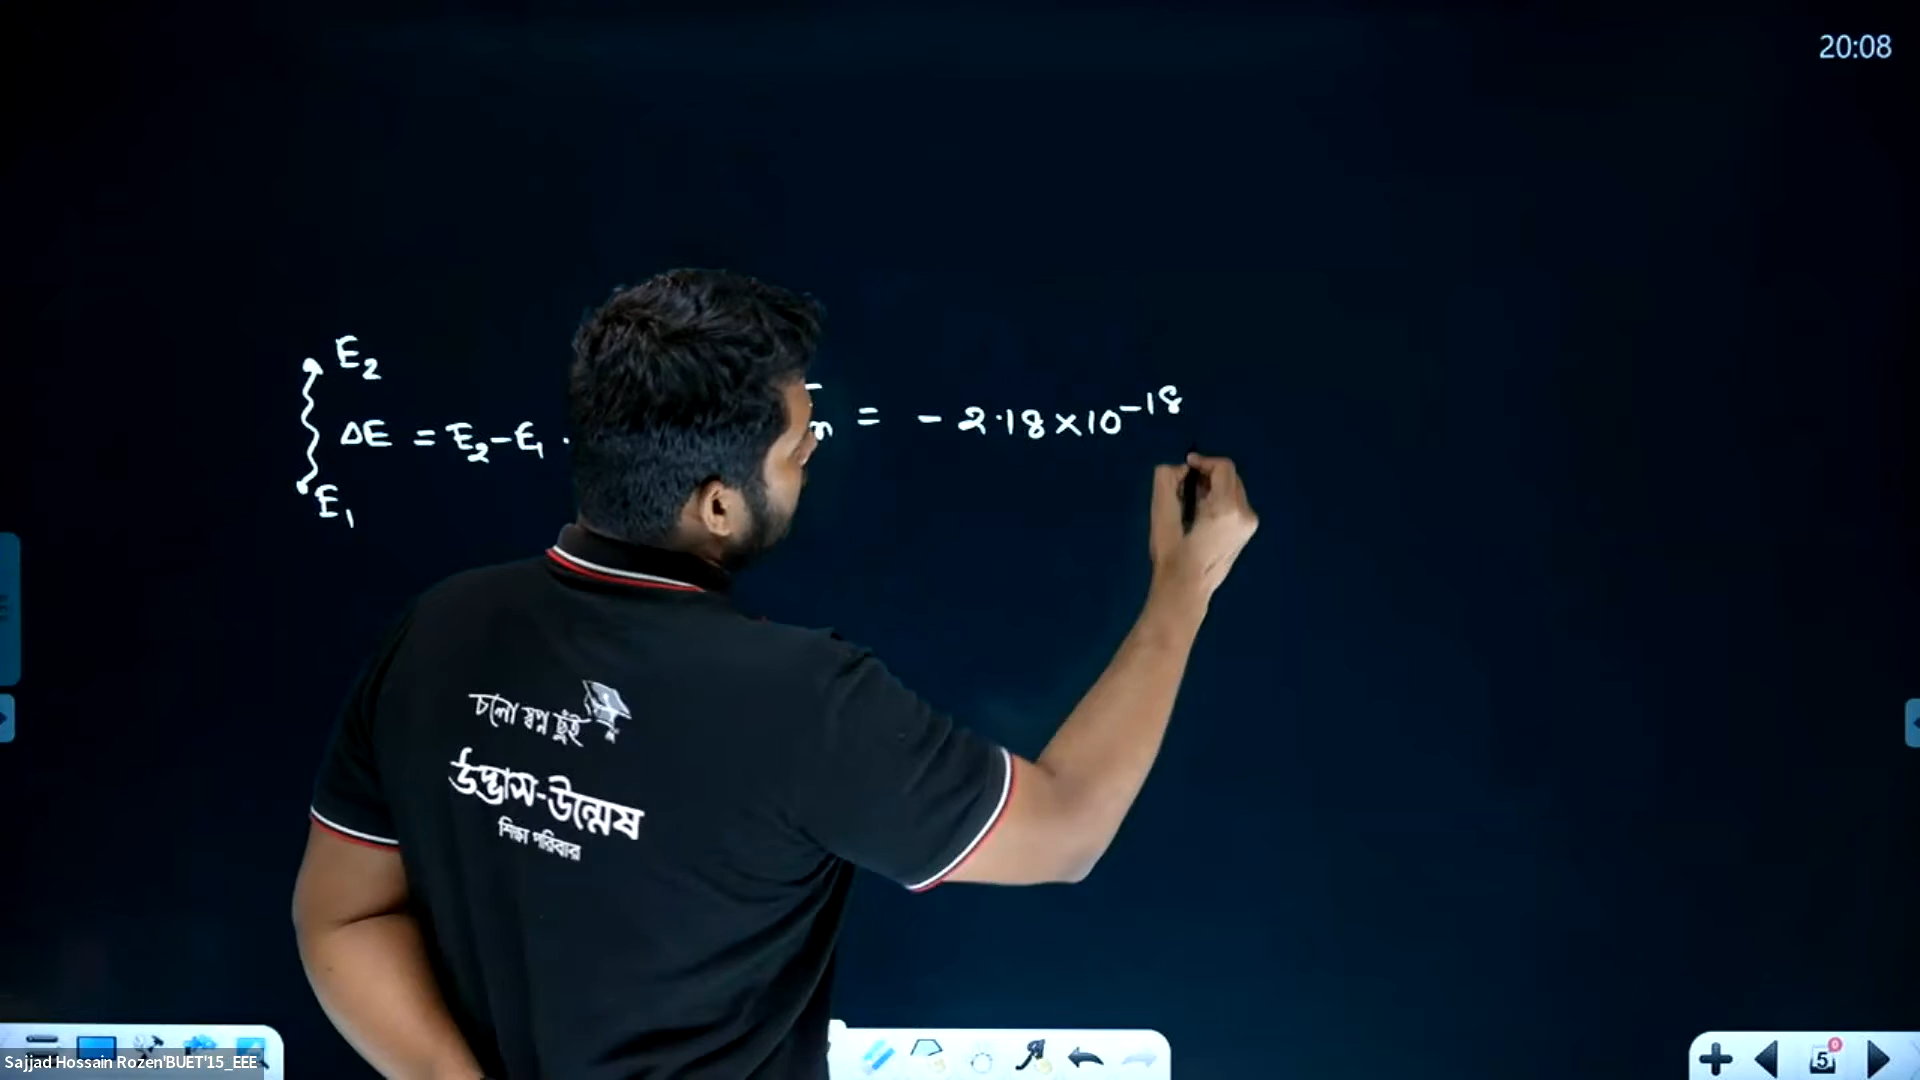 20:08
E₂
ΔE = E₂-E₁ . n = - 2.18 × 10⁻¹⁸
E₁
চলো স্বপ্ন ছুঁই
উদ্ভাস-উন্মেষ
শিক্ষা পরিবার
5
0
Sajjad Hossain Rozen'BUET'15_EEE